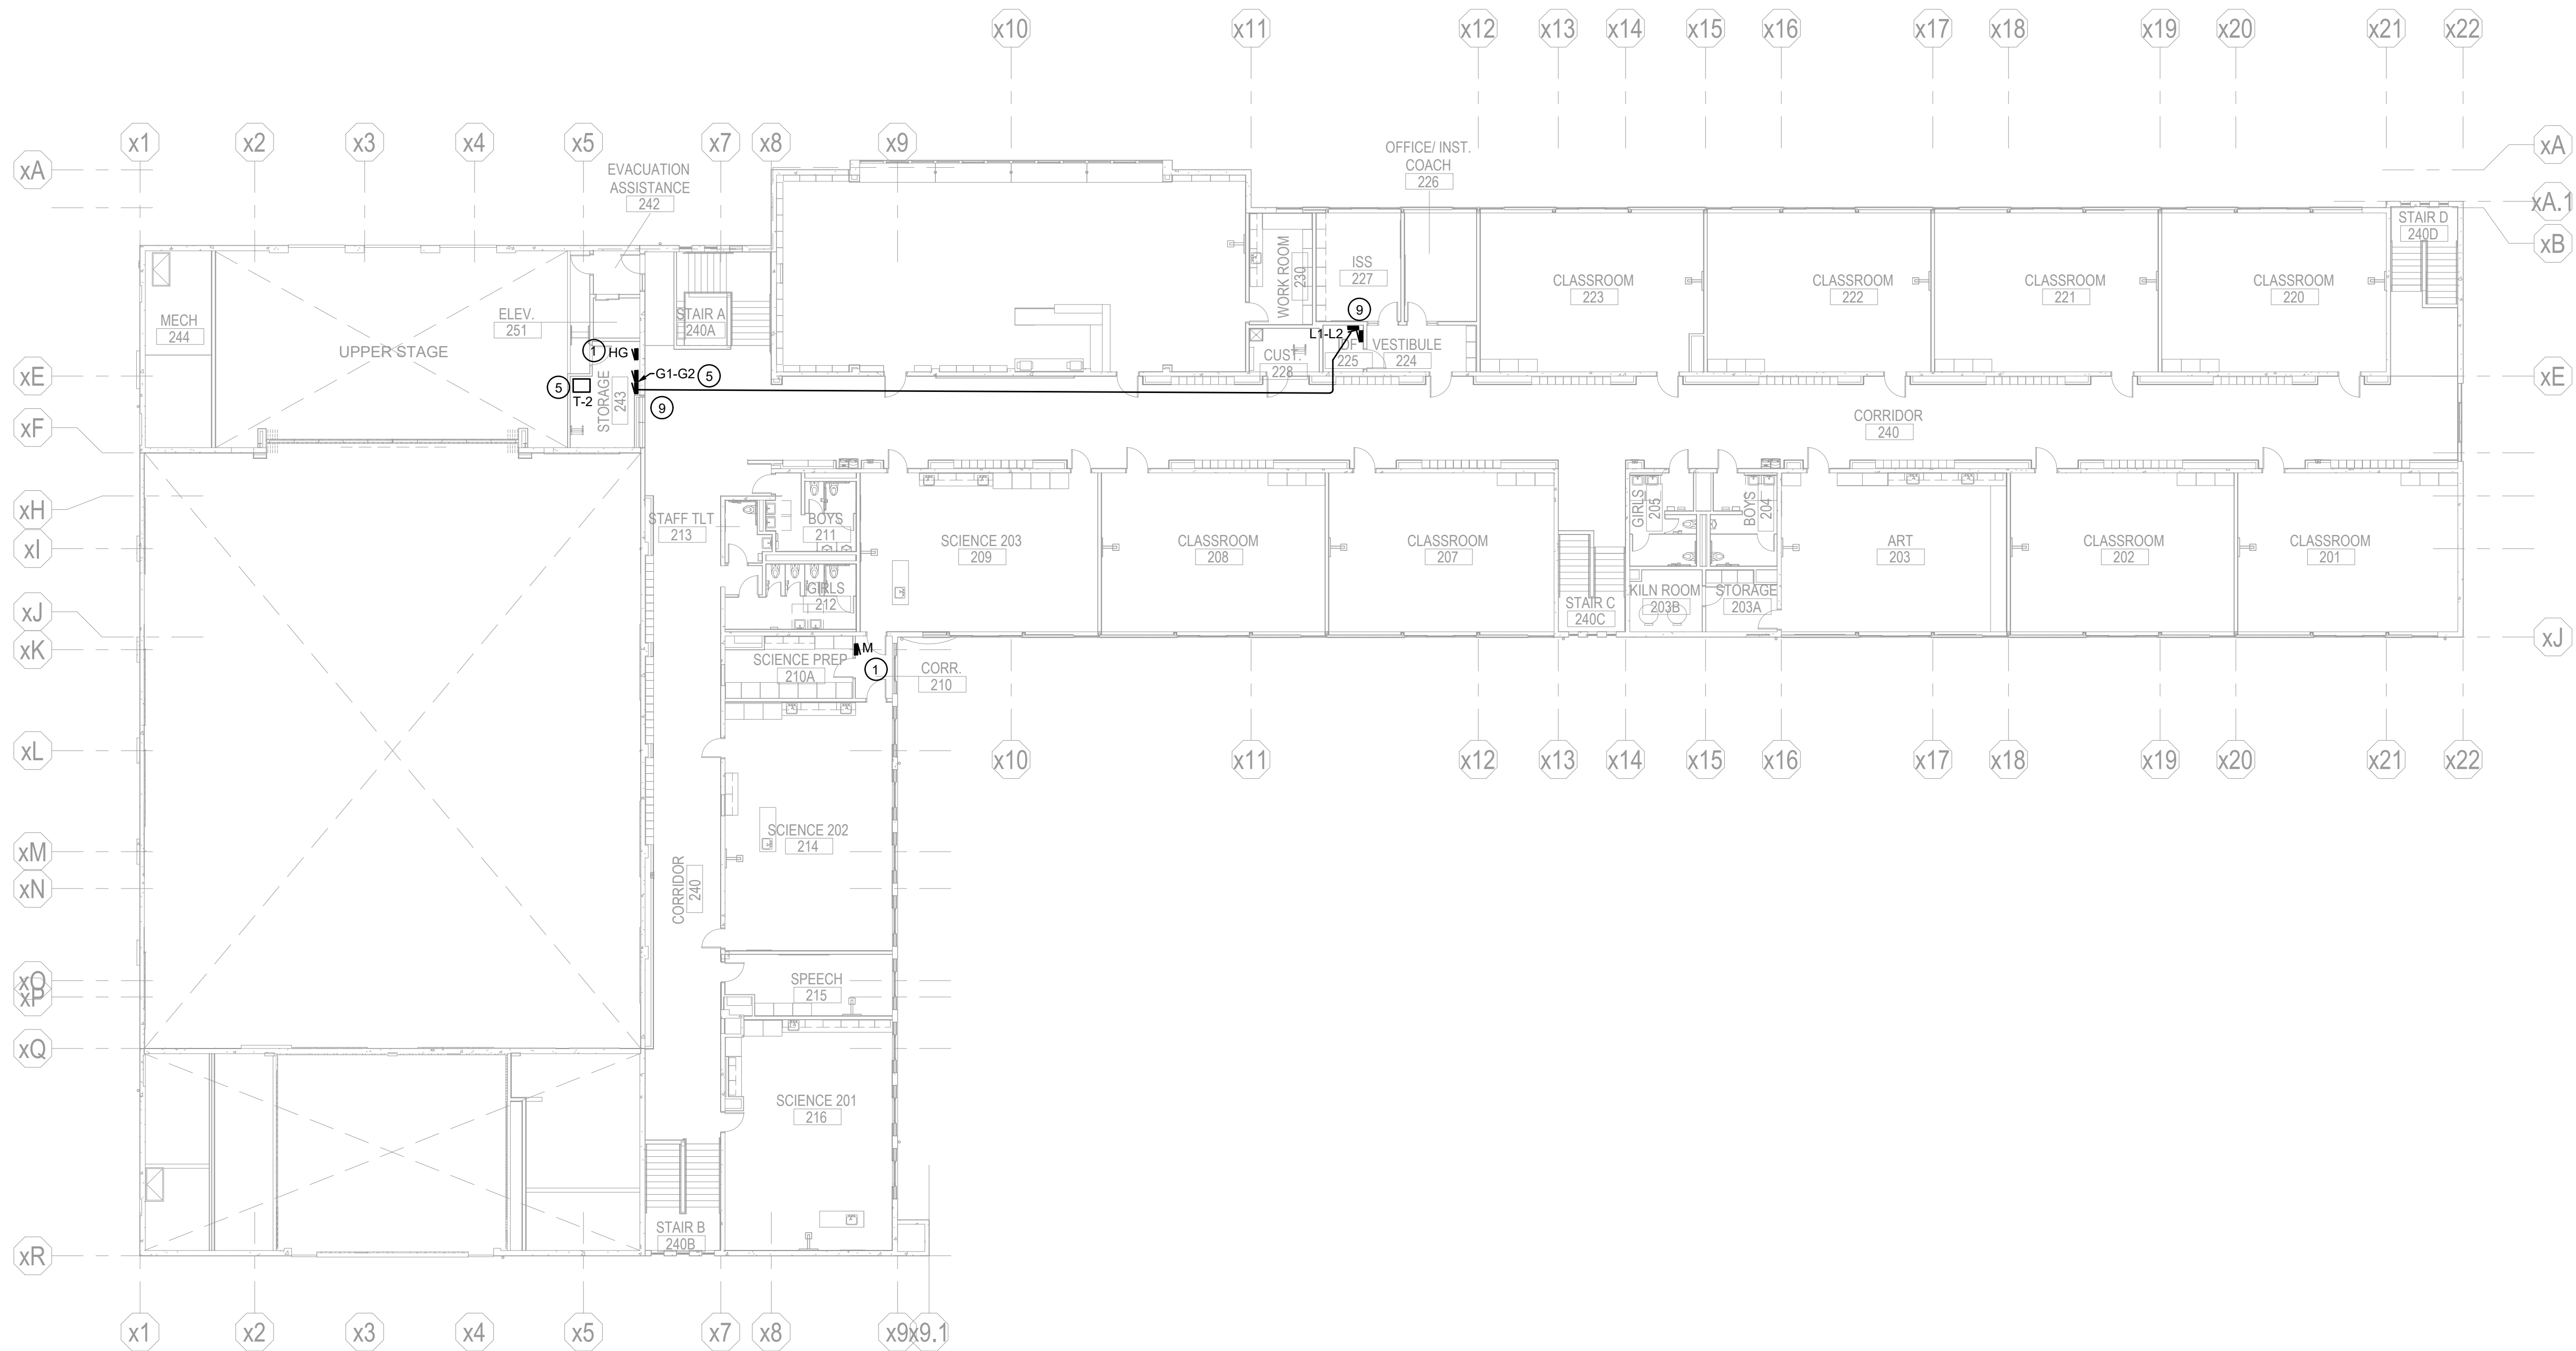 x10 x11 x12 x13 x14 x15 x16 x17 x18 x19 x20 x21 x22
x1 x2 x3 x4 x5 x7 x8 x9
xA
xA
xA.1
xB
EVACUATION
ASSISTANCE
242
OFFICE/ INST.
COACH
226
STAIR D
240D
MECH
244
UPPER STAGE
ELEV.
251
STAIR A
240A
WORK ROOM
230
ISS
227
CLASSROOM
223
CLASSROOM
222
CLASSROOM
221
CLASSROOM
220
9
L1-L2
1 HG
G1-G2 5
5
T-2
STORAGE
243
9
CUST.
228
IDF
225
VESTIBULE
224
xE
xE
xF
CORRIDOR
240
xH
xI
xJ
xK
STAFF TLT
213
BOYS
211
GIRLS
212
SCIENCE 203
209
CLASSROOM
208
CLASSROOM
207
GIRLS
205
BOYS
204
ART
203
CLASSROOM
202
CLASSROOM
201
STAIR C
240C
KILN ROOM
203B
STORAGE
203A
xJ
SCIENCE PREP
210A
M
1
CORR.
210
xL
x10 x11 x12 x13 x14 x15 x16 x17 x18 x19 x20 x21 x22
SCIENCE 202
214
xM
xN
CORRIDOR
240
xO
xP
SPEECH
215
xQ
SCIENCE 201
216
STAIR B
240B
xR
x1 x2 x3 x4 x5 x7 x8 x9 x9.1